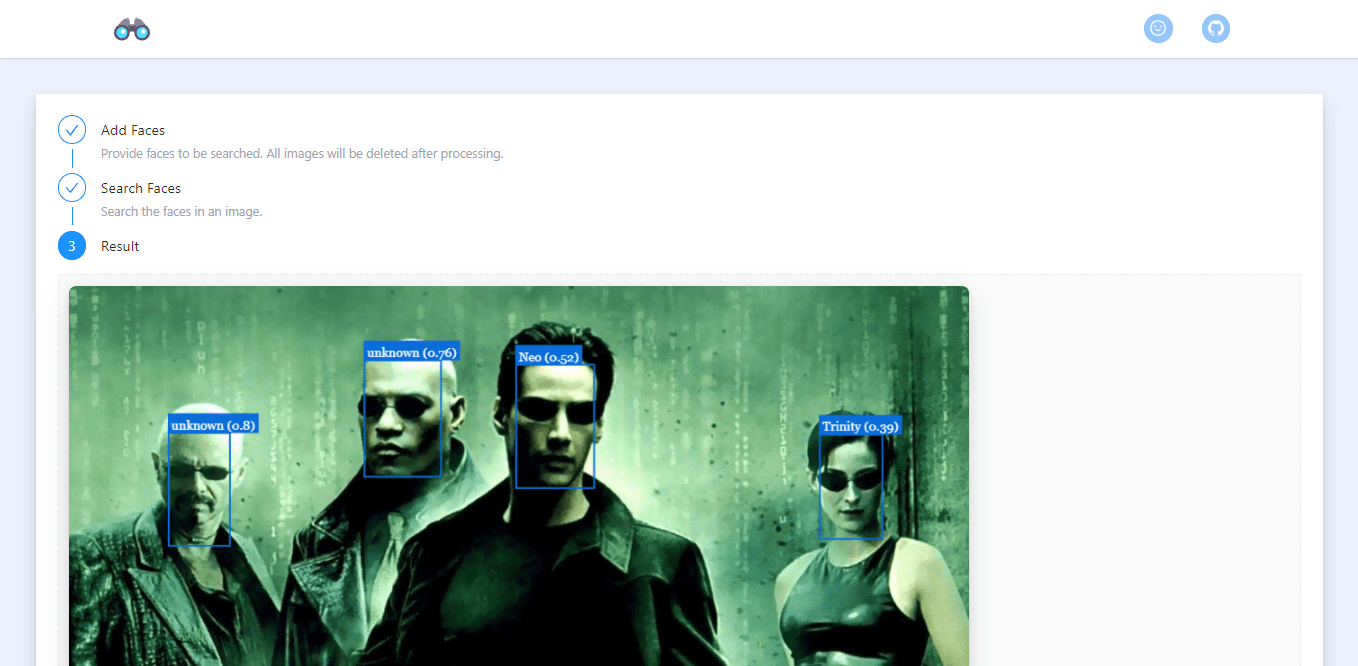 Add Faces
Provide faces to be searched. All images will be deleted after processing.
Search Faces
Search the faces in an image.
3 Result
unknown (0.76)
Neo (0.52)
unknown (0.8)
Trinity (0.39)